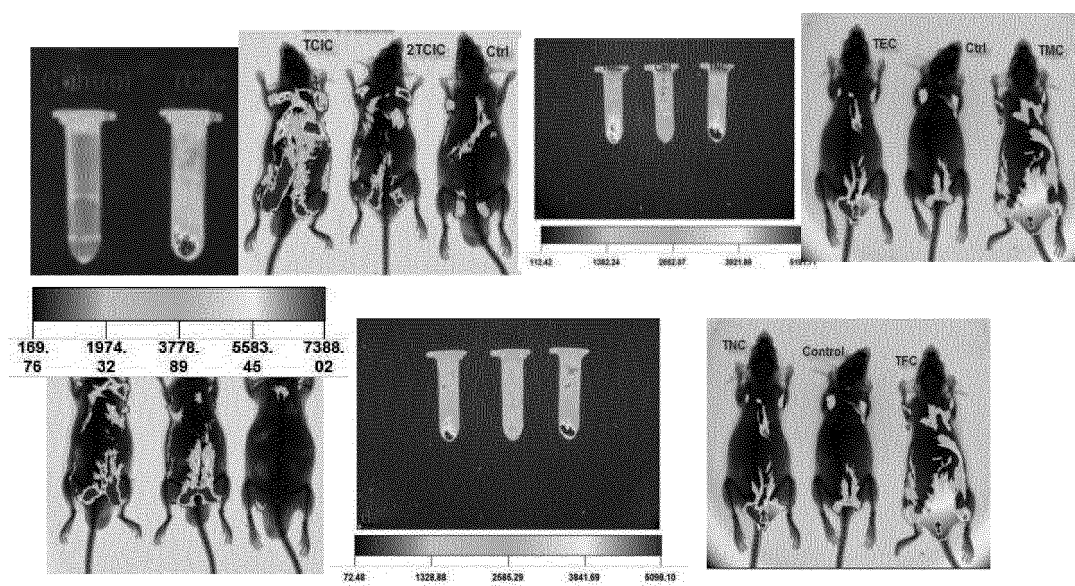 Control
TCIC 2TCIC Ctrl
TEC Ctrl TMC
112.42 1382.24 2652.07 3921.89
169.76 1974.32 3778.89 5583.45 7388.02
TNC Control TFC
72.48 1328.88 2585.29 3841.69 5098.10